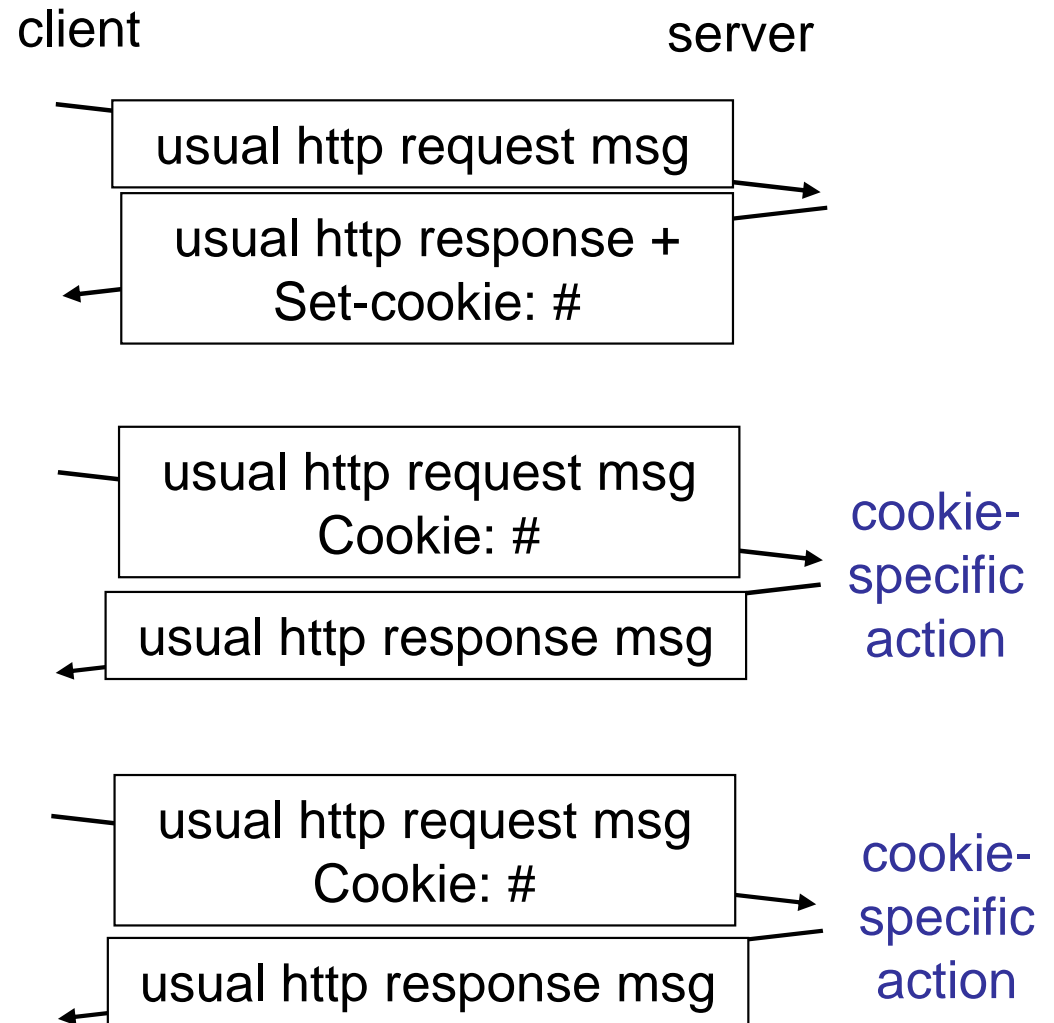 client
server
usual http request msg
usual http response +
Set-cookie: #
usual http request msg
Cookie: #
cookie-
specific
action
usual http response msg
usual http request msg
Cookie: #
cookie-
specific
action
usual http response msg